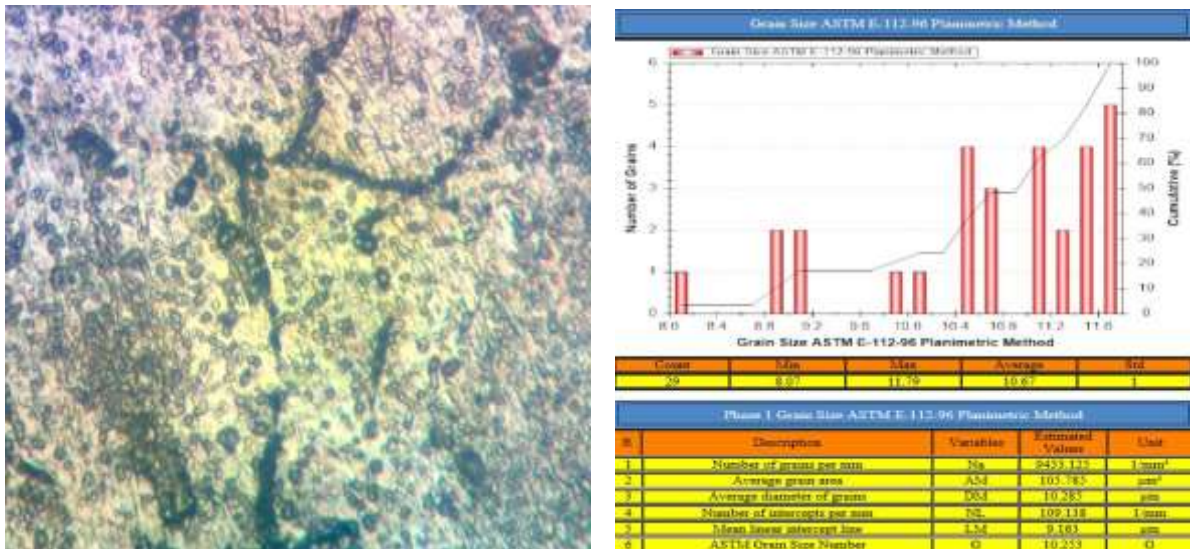 Grain Size ASTM E-112-96 Planimetric Method
Grain Size ASTM E-112-96 Planimetric Method
6 100
90
5 80
70
4 60
3 50
40
2 30
20
1 10
0 0
Number of Grains
Cumulative (%)
8.0 8.4 8.8 9.2 9.6 10.0 10.4 10.8 11.2 11.6
Grain Size ASTM E-112-96 Planimetric Method
Count Min Max Average Std
29 8.07 11.79 10.67 1
Phase 1 Grain Size ASTM E-112-96 Planimetric Method
# Description Variables Estimated Values Unit
1 Number of grains per mm Na 9453.125 1/mm²
2 Average grain area AM 105.785 µm²
3 Average diameter of grains DM 10.285 µm
4 Number of intercepts per mm NL 109.138 1/mm
5 Mean linear intercept line LM 9.163 µm
6 ASTM Grain Size Number G 10.253 G